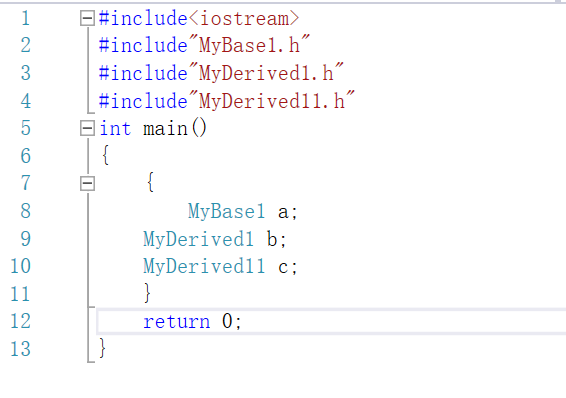 1 #include<iostream>
2 #include"MyBase1.h"
3 #include"MyDerived1.h"
4 #include"MyDerived11.h"
5 int main()
6 {
7 {
8 MyBase1 a;
9 MyDerived1 b;
10 MyDerived11 c;
11 }
12 return 0;
13 }